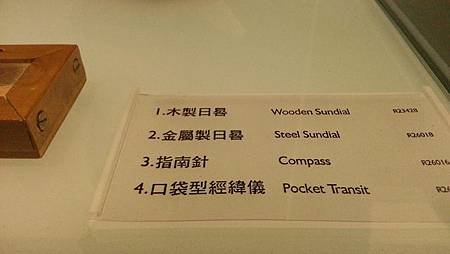 1.木製日晷 Wooden Sundial R23428
2.金屬製日晷 Steel Sundial R26018
3.指南針 Compass R26016
4.口袋型經緯儀 Pocket Transit